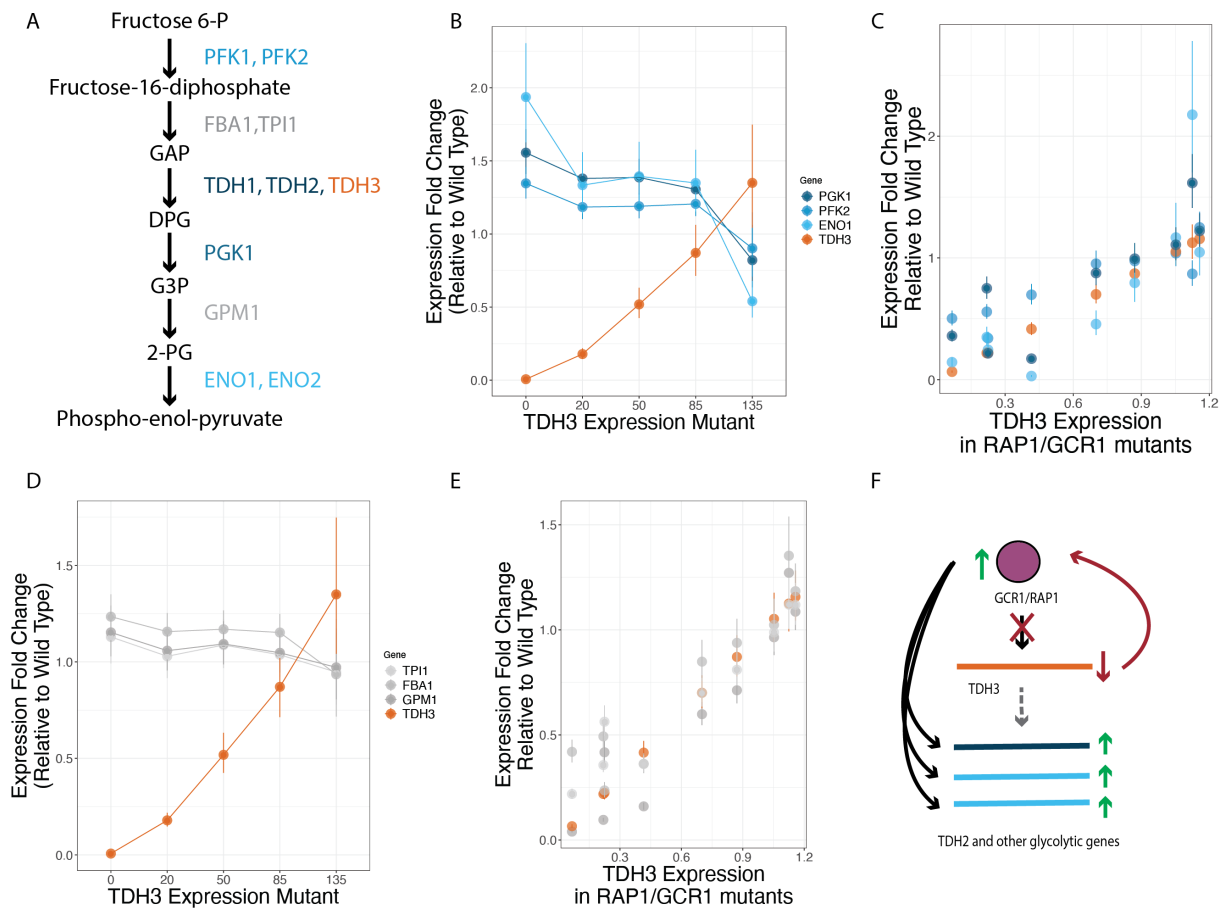 A
Fructose 6-P
PFK1, PFK2
Fructose-16-diphosphate
FBA1,TPI1
GAP
TDH1, TDH2, TDH3
DPG
PGK1
G3P
GPM1
2-PG
ENO1, ENO2
Phospho-enol-pyruvate
B
Expression Fold Change
(Relative to Wild Type)
2.0
1.5
1.0
0.5
0.0
0 20 50 85 135
TDH3 Expression Mutant
Gene
PGK1
PFK2
ENO1
TDH3
C
Expression Fold Change
Relative to Wild Type
2
1
0
0.3 0.6 0.9 1.2
TDH3 Expression
in RAP1/GCR1 mutants
D
Expression Fold Change
(Relative to Wild Type)
1.5
1.0
0.5
0.0
0 20 50 85 135
TDH3 Expression Mutant
Gene
TPI1
FBA1
GPM1
TDH3
E
Expression Fold Change
Relative to Wild Type
1.5
1.0
0.5
0.0
0.3 0.6 0.9 1.2
TDH3 Expression
in RAP1/GCR1 mutants
F
GCR1/RAP1
TDH3
TDH2 and other glycolytic genes